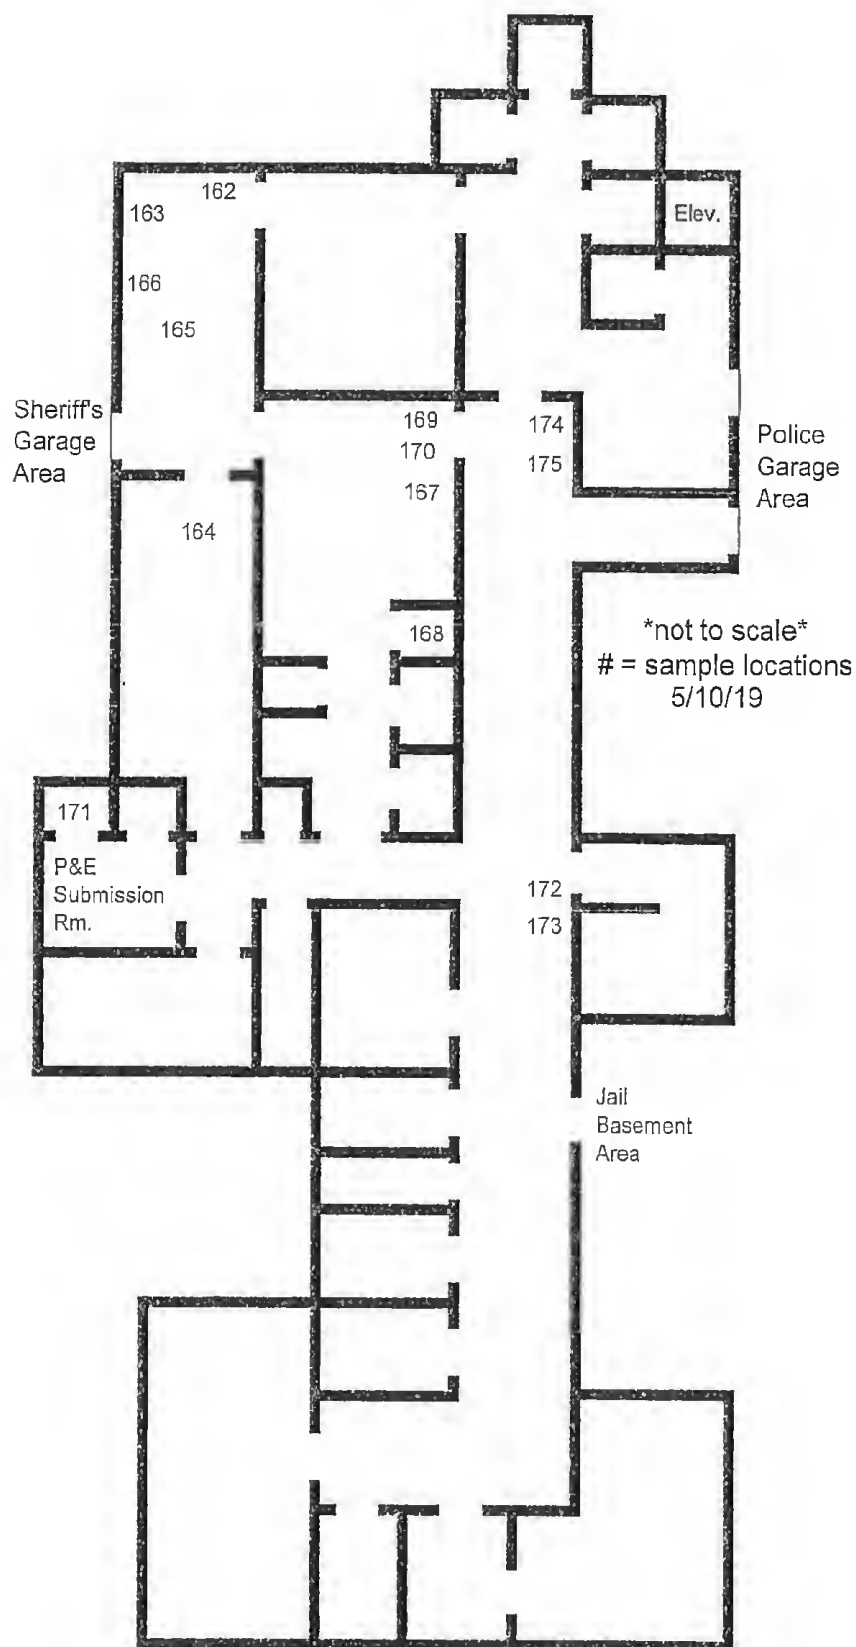 162
163
Elev.
166
165
Sheriff's
Garage
Area
169
174
170
175
167
Police
Garage
Area
164
168
*not to scale*
# = sample locations
5/10/19
171
P&E
Submission
Rm.
172
173
Jail
Basement
Area